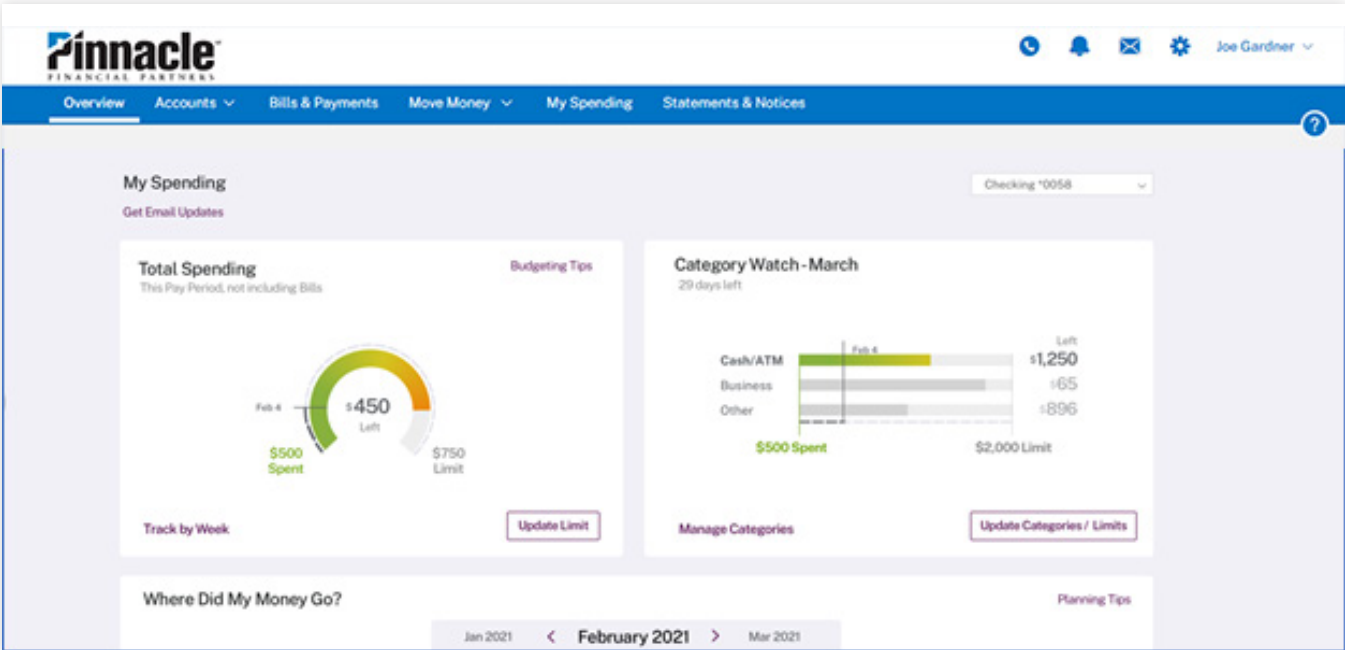 Pinnacle
FINANCIAL PARTNERS
Joe Gardner
Overview Accounts Bills & Payments Move Money My Spending Statements & Notices
?
My Spending
Checking *0058
Get Email Updates
Total Spending
Budgeting Tips
This Pay Period, not including Bills
Feb 4
$450
Left
$500
Spent
$750
Limit
Track by Week
Update Limit
Category Watch - March
29 days left
Feb 4
Left
Cash/ATM
$1,250
Business
$65
Other
$896
$500 Spent
$2,000 Limit
Manage Categories
Update Categories / Limits
Where Did My Money Go?
Planning Tips
Jan 2021 < February 2021 > Mar 2021